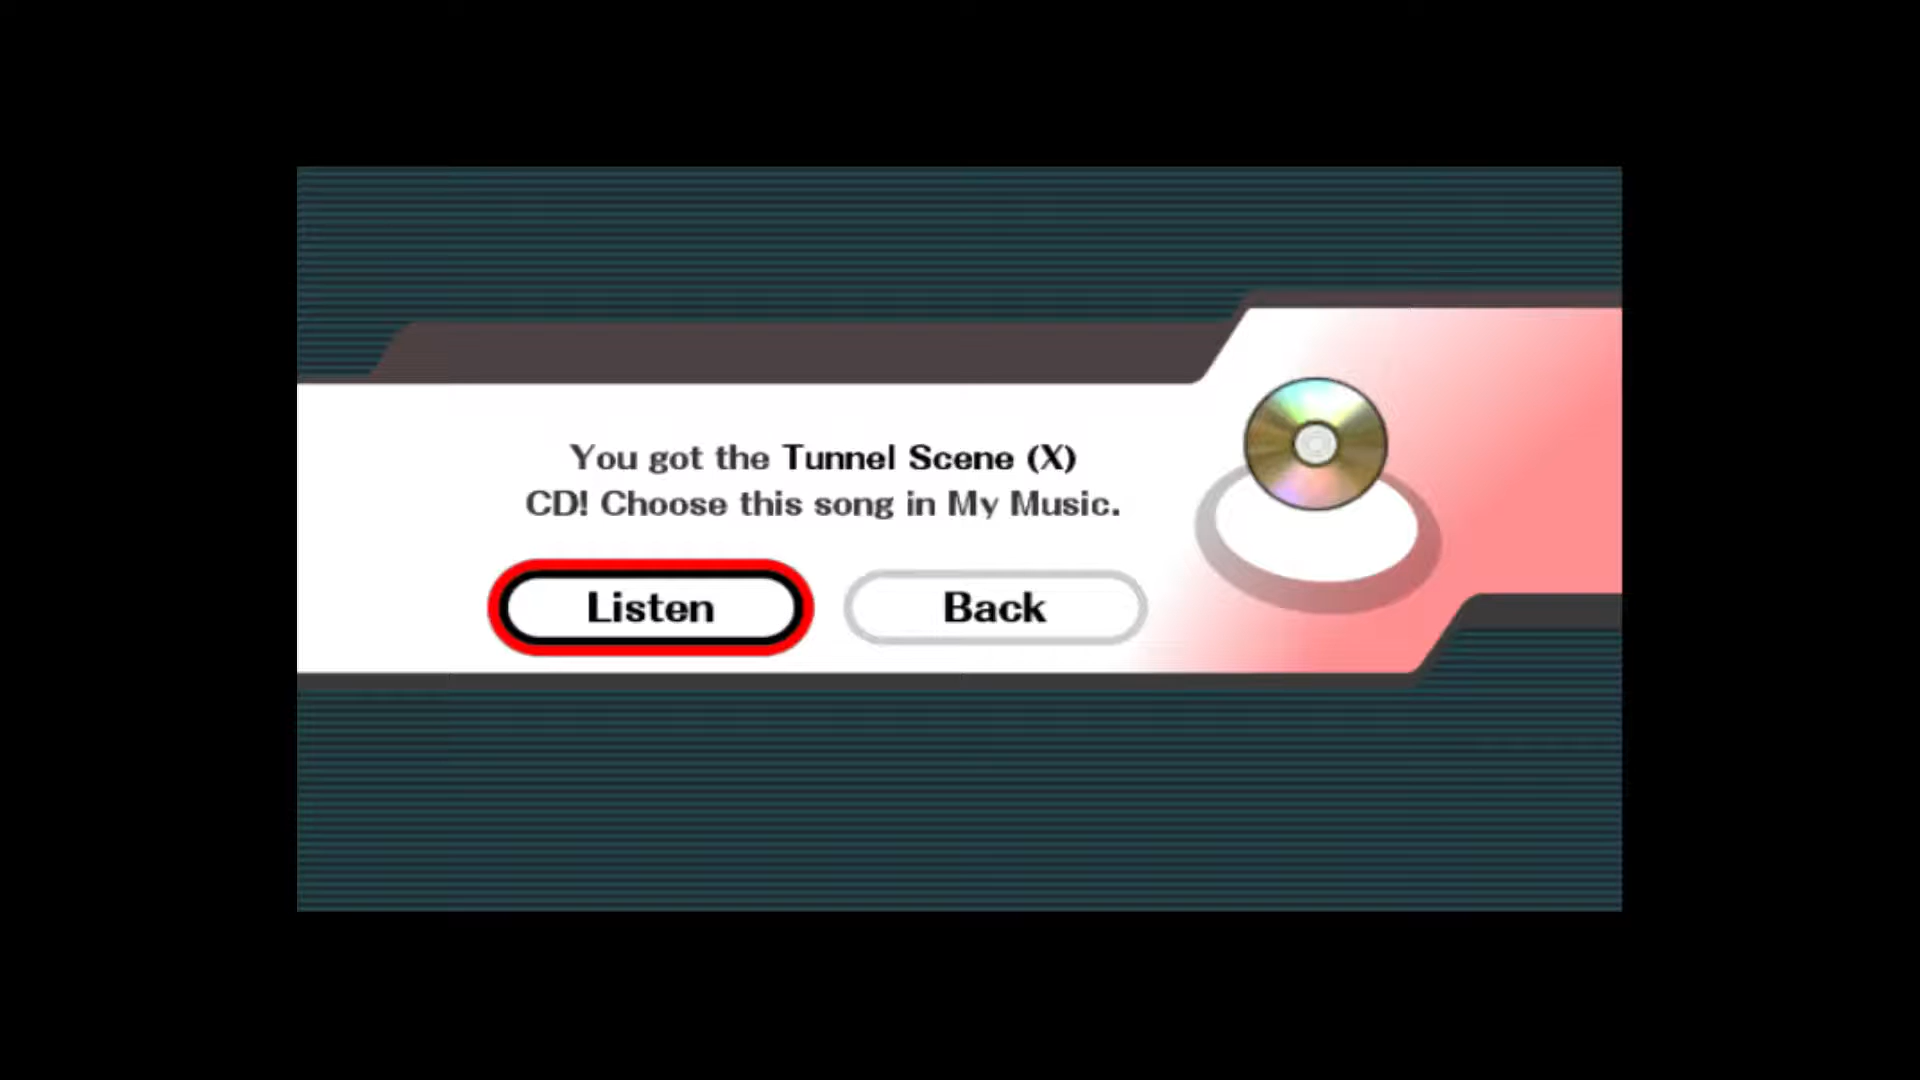 You got the Tunnel Scene (X)
CD! Choose this song in My Music.
Listen
Back